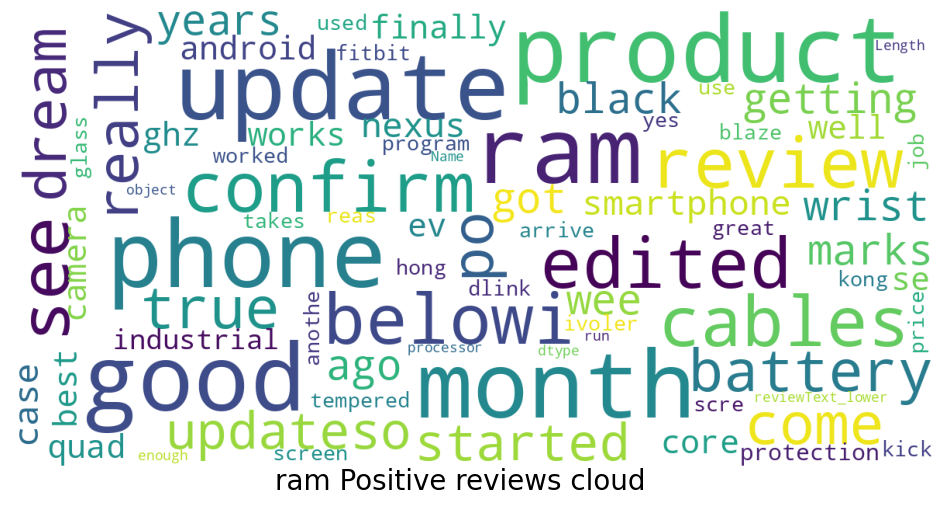 years used finally product Length
android fitbit
really update black use getting
dream
glass ghz works nexus yes blaze well
worked program Name ram review job
object confirm got smartphone wrist
takes reas ev po arrive great marks
see camera phone hong edited kong se
dlink
true belowi wee cables price
industrial anothe ivoler run
processor dtype
case best good ago month battery
tempered scre reviewText_lower
quad updateso started core come
enough screen protection kick
ram Positive reviews cloud